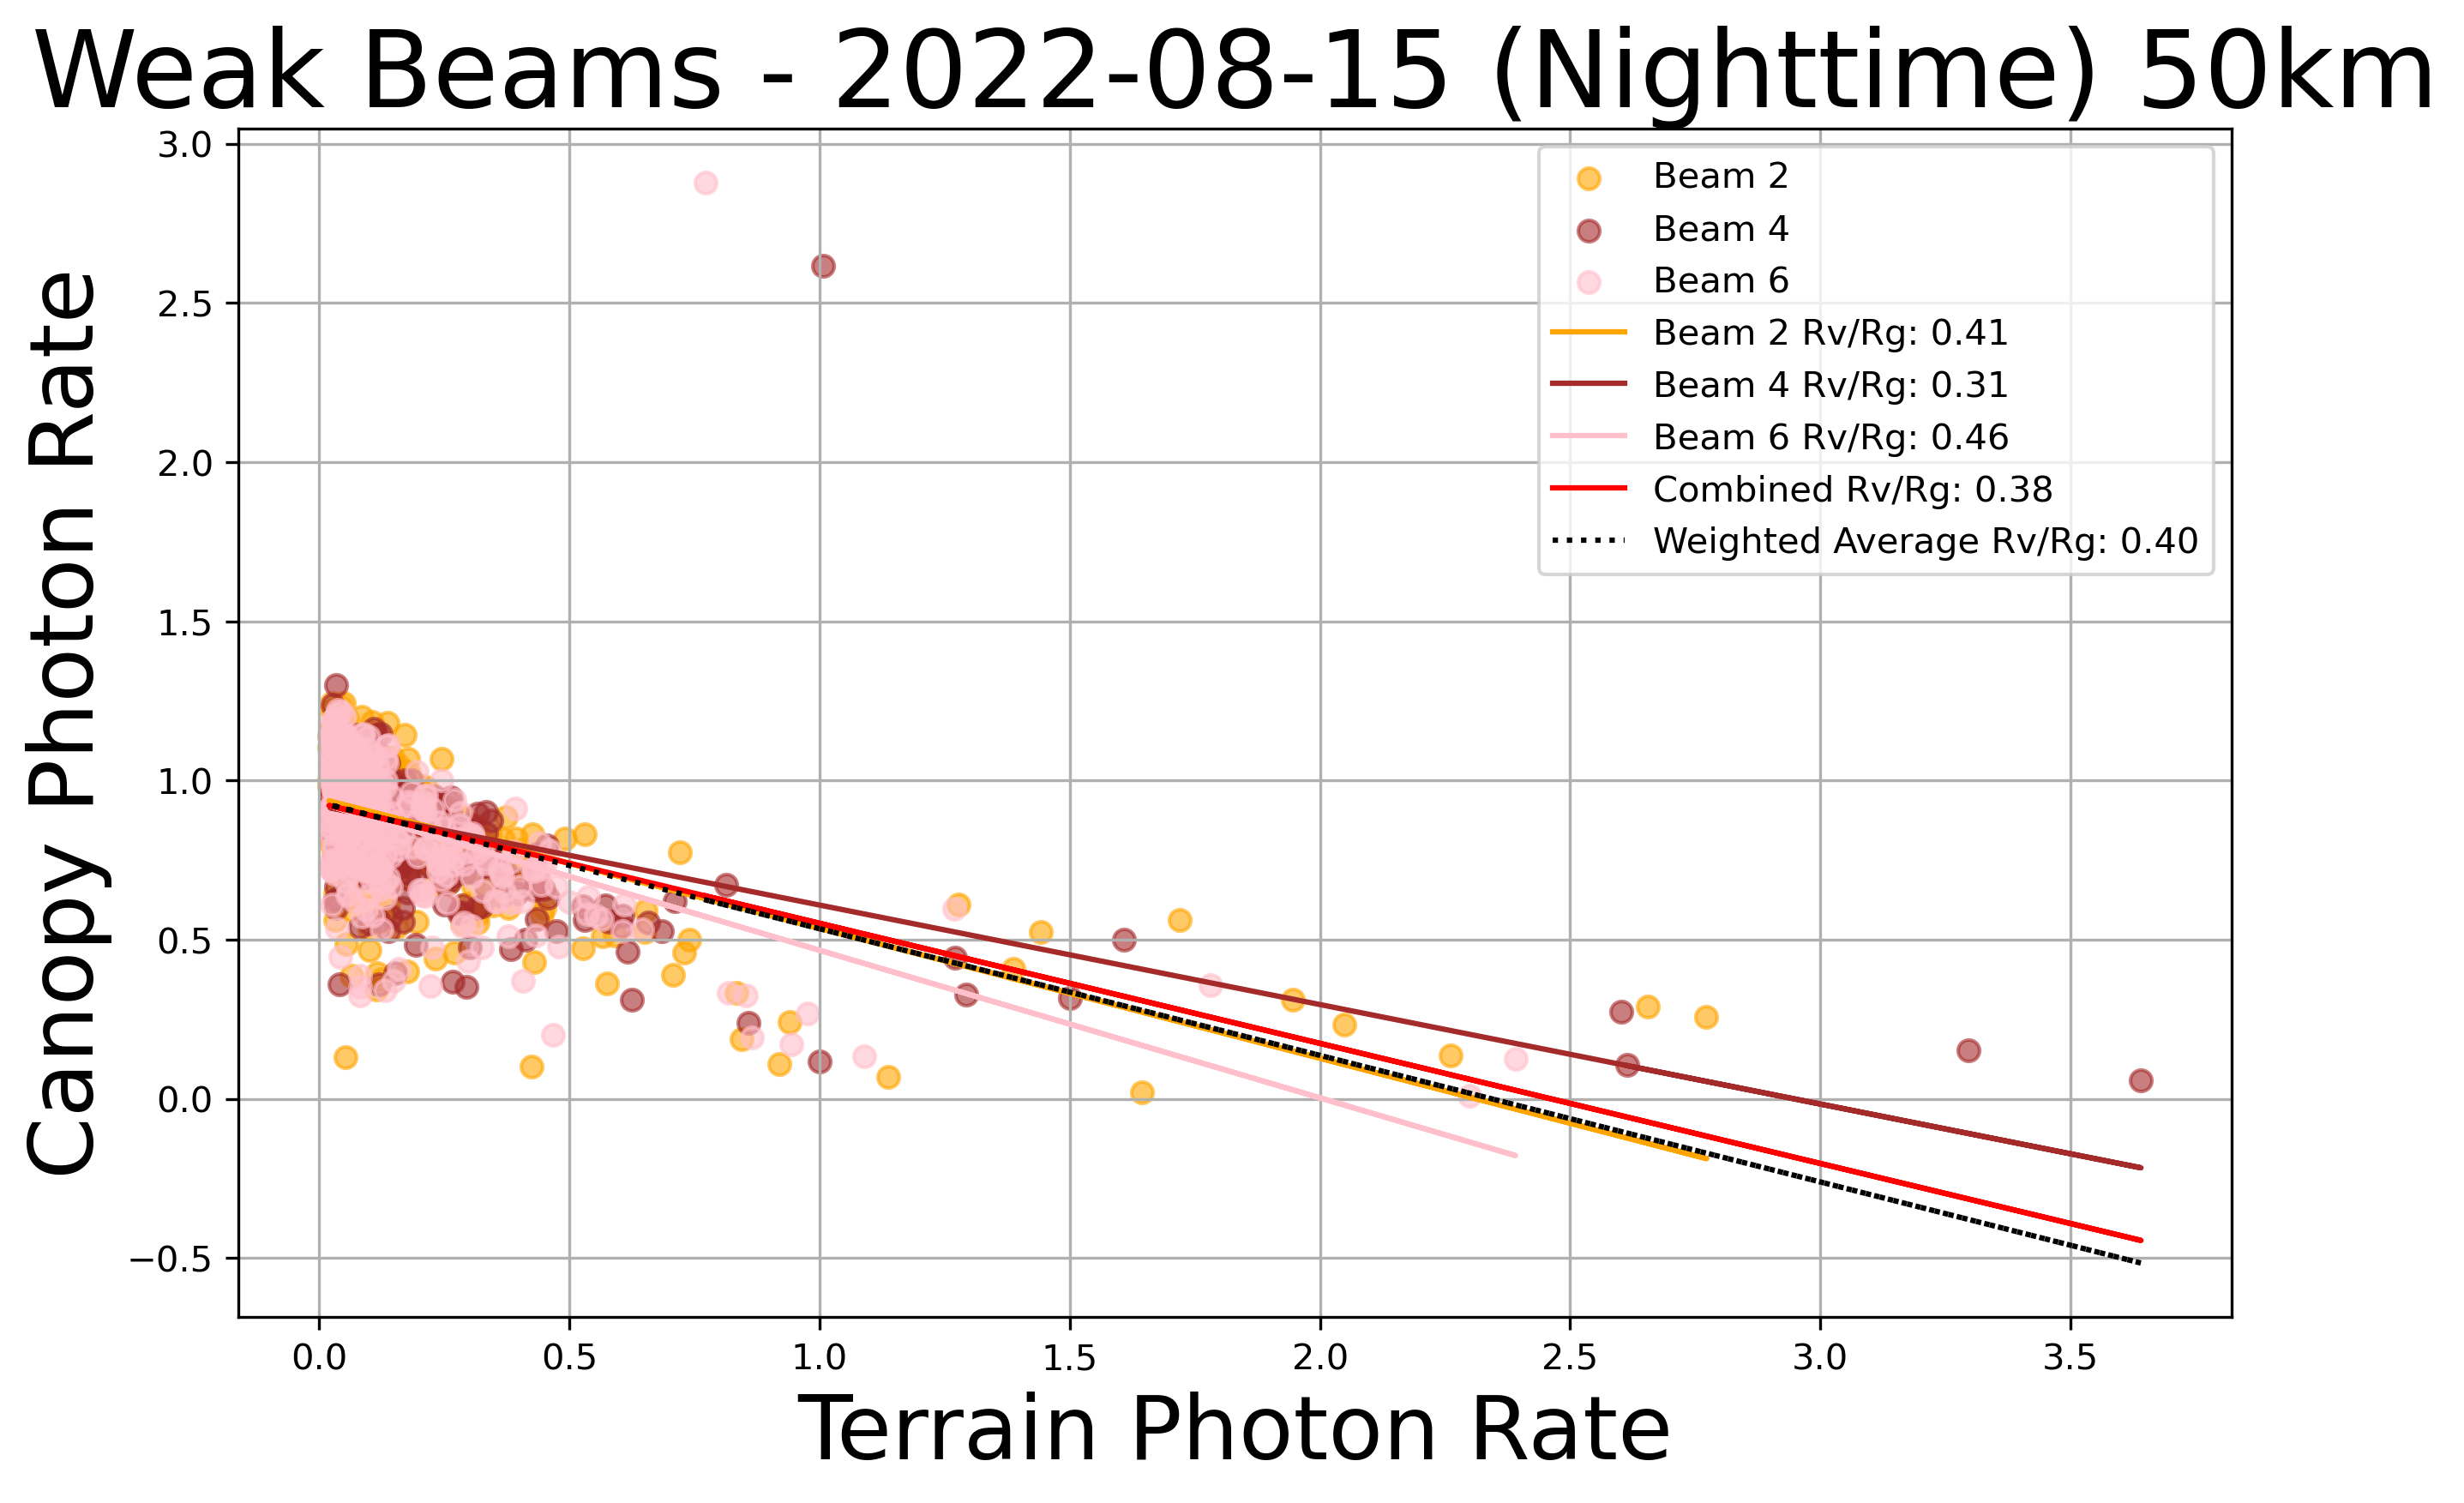 Weak Beams - 2022-08-15 (Nighttime) 50km
Canopy Photon Rate
3.0
2.5
2.0
1.5
1.0
0.5
0.0
−0.5
Beam 2
Beam 4
Beam 6
Beam 2 Rv/Rg: 0.41
Beam 4 Rv/Rg: 0.31
Beam 6 Rv/Rg: 0.46
Combined Rv/Rg: 0.38
Weighted Average Rv/Rg: 0.40
0.0 0.5 1.0 1.5 2.0 2.5 3.0 3.5
Terrain Photon Rate